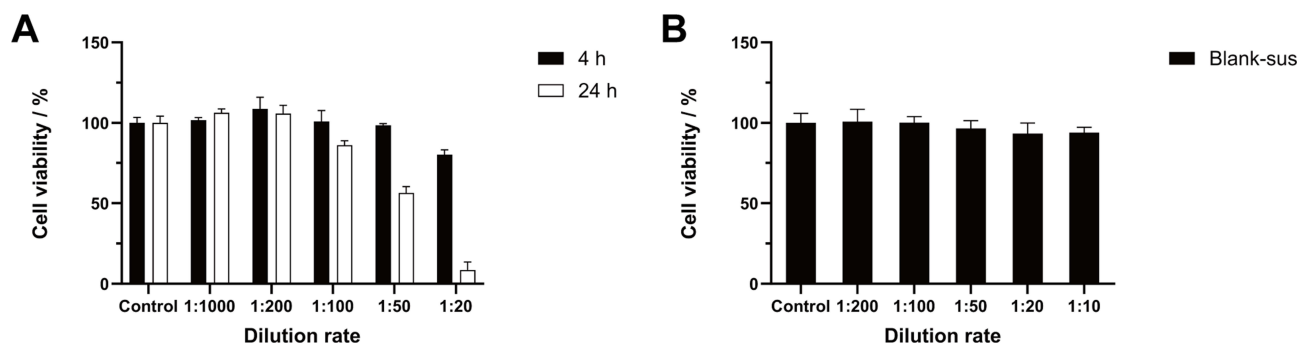 A
Cell viability / %
150
100
50
0
Control 1:1000 1:200 1:100 1:50 1:20
Dilution rate
4 h
24 h
B
Cell viability / %
150
100
50
0
Control 1:200 1:100 1:50 1:20 1:10
Dilution rate
Blank-sus